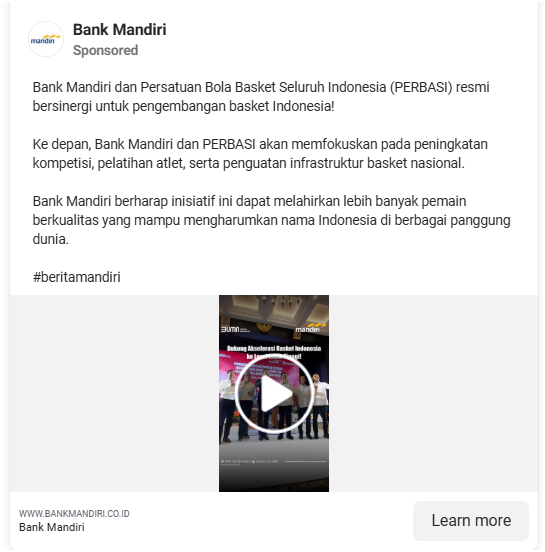 mandiri
Bank Mandiri
Sponsored
Bank Mandiri dan Persatuan Bola Basket Seluruh Indonesia (PERBASI) resmi
bersinergi untuk pengembangan basket Indonesia!
Ke depan, Bank Mandiri dan PERBASI akan memfokuskan pada peningkatan
kompetisi, pelatihan atlet, serta penguatan infrastruktur basket nasional.
Bank Mandiri berharap inisiatif ini dapat melahirkan lebih banyak pemain
berkualitas yang mampu mengharumkan nama Indonesia di berbagai panggung
dunia.
#beritamandiri
BUMN
mandiri
Dukung Akselerasi Basket Indonesia
WWW.BANKMANDIRI.CO.ID
Bank Mandiri
Learn more